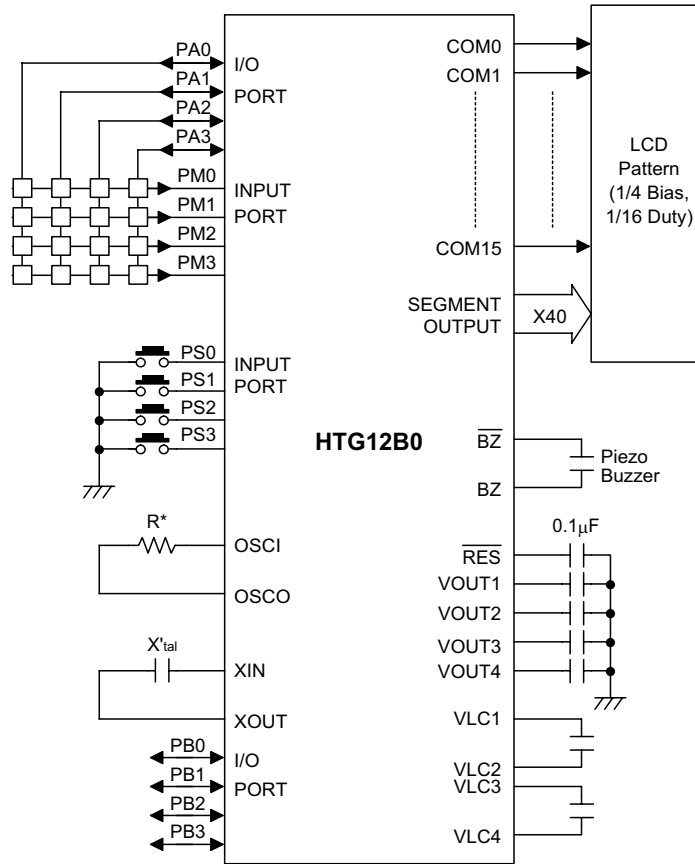 PA0
PA1
PA2
PA3
I/O
PORT
PM0
PM1
PM2
PM3
INPUT
PORT
PS0
PS1
PS2
PS3
INPUT
PORT
R*
OSCI
OSCO
X'tal
XIN
XOUT
PB0
PB1
PB2
PB3
I/O
PORT
HTG12B0
COM0
COM1
COM15
SEGMENT
OUTPUT
X40
LCD
Pattern
(1/4 Bias,
1/16 Duty)
B̅Z̅
BZ
Piezo
Buzzer
0.1μF
R̅E̅S̅
VOUT1
VOUT2
VOUT3
VOUT4
VLC1
VLC2
VLC3
VLC4